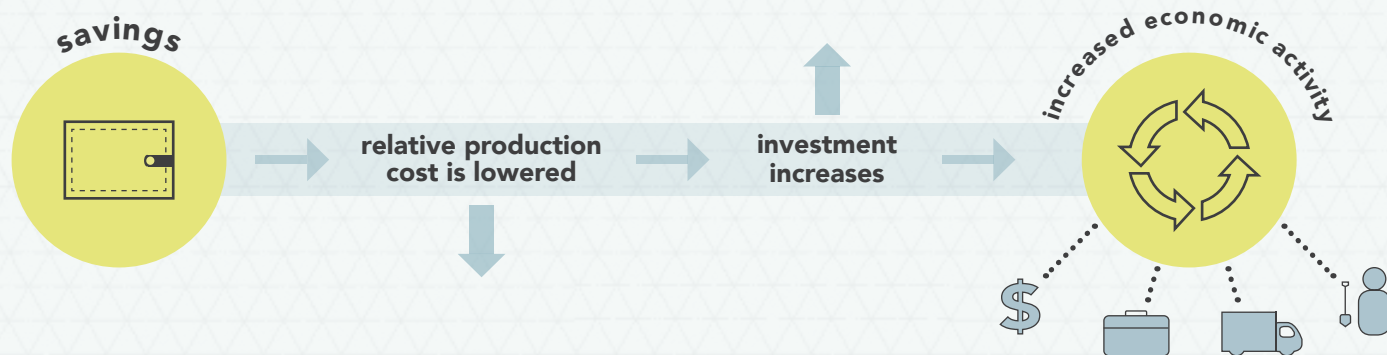 savings
relative production
cost is lowered
investment
increases
increased economic activity
$